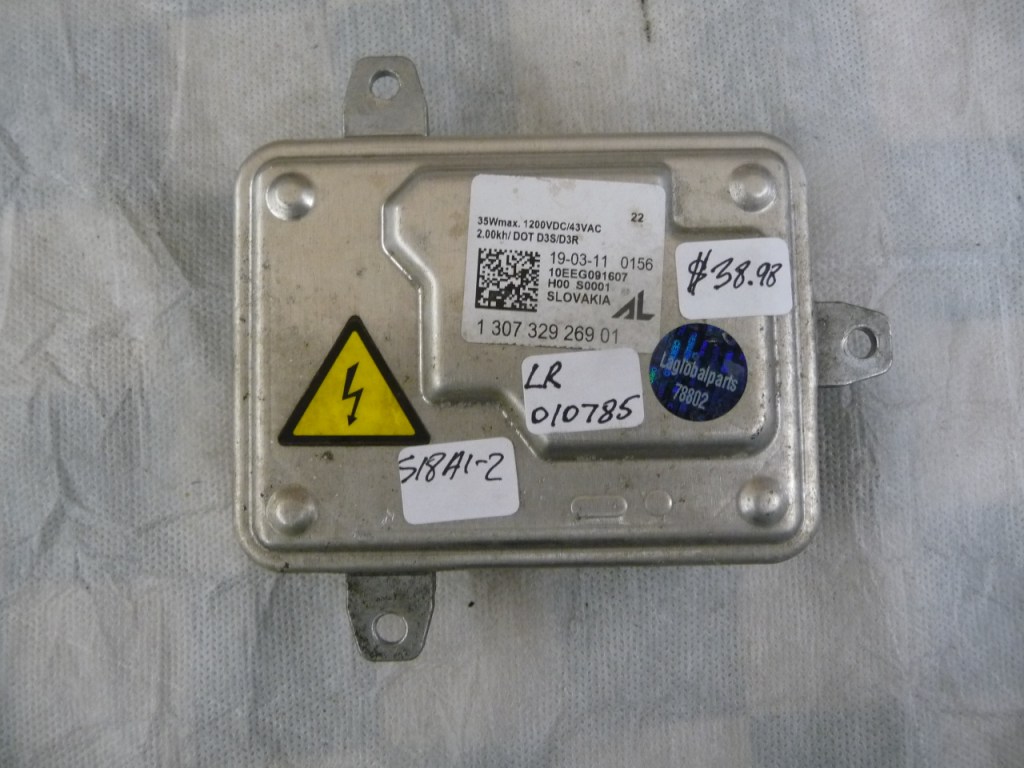 35Wmax. 1200VDC/43VAC 22
2.00kh/ DOT D3S/D3R
19-03-11 0156
10EEG091607
H00 S0001
SLOVAKIA AL
1 307 329 269 01
$38.98
Laglobalparts
78802
LR
010785
S18A1-2